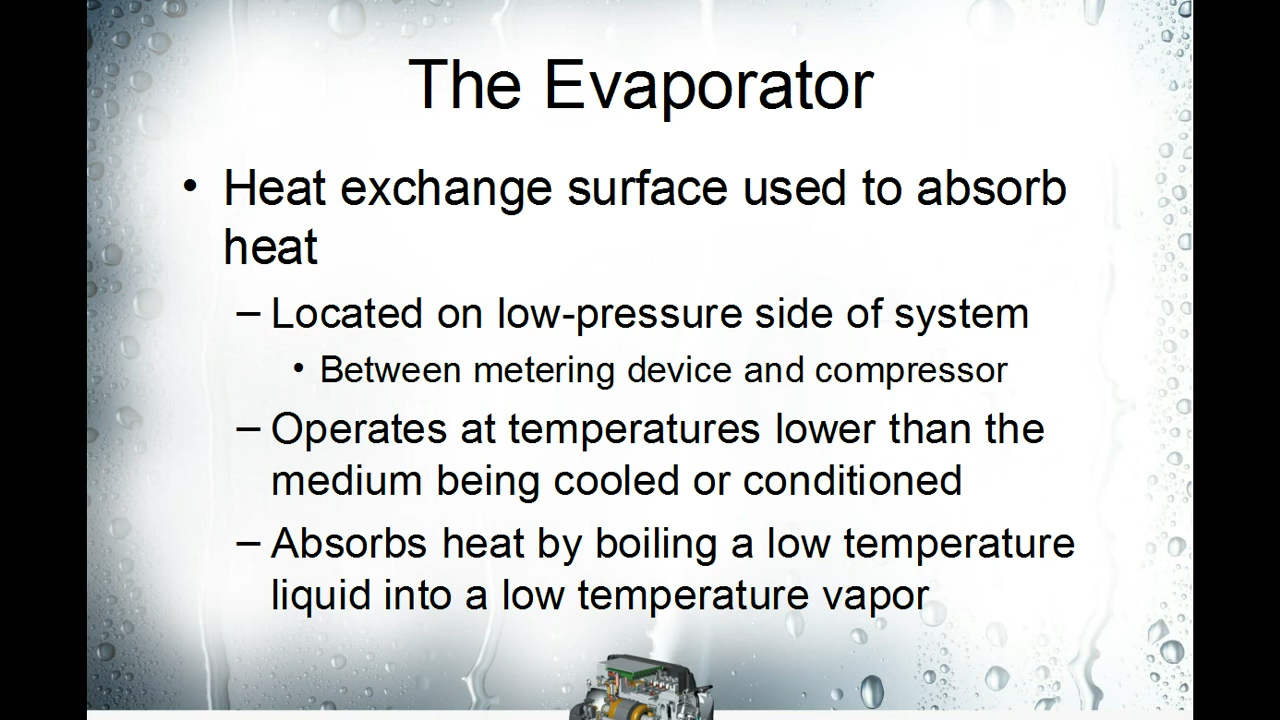 The Evaporator
• Heat exchange surface used to absorb
heat
– Located on low-pressure side of system
• Between metering device and compressor
– Operates at temperatures lower than the
medium being cooled or conditioned
– Absorbs heat by boiling a low temperature
liquid into a low temperature vapor